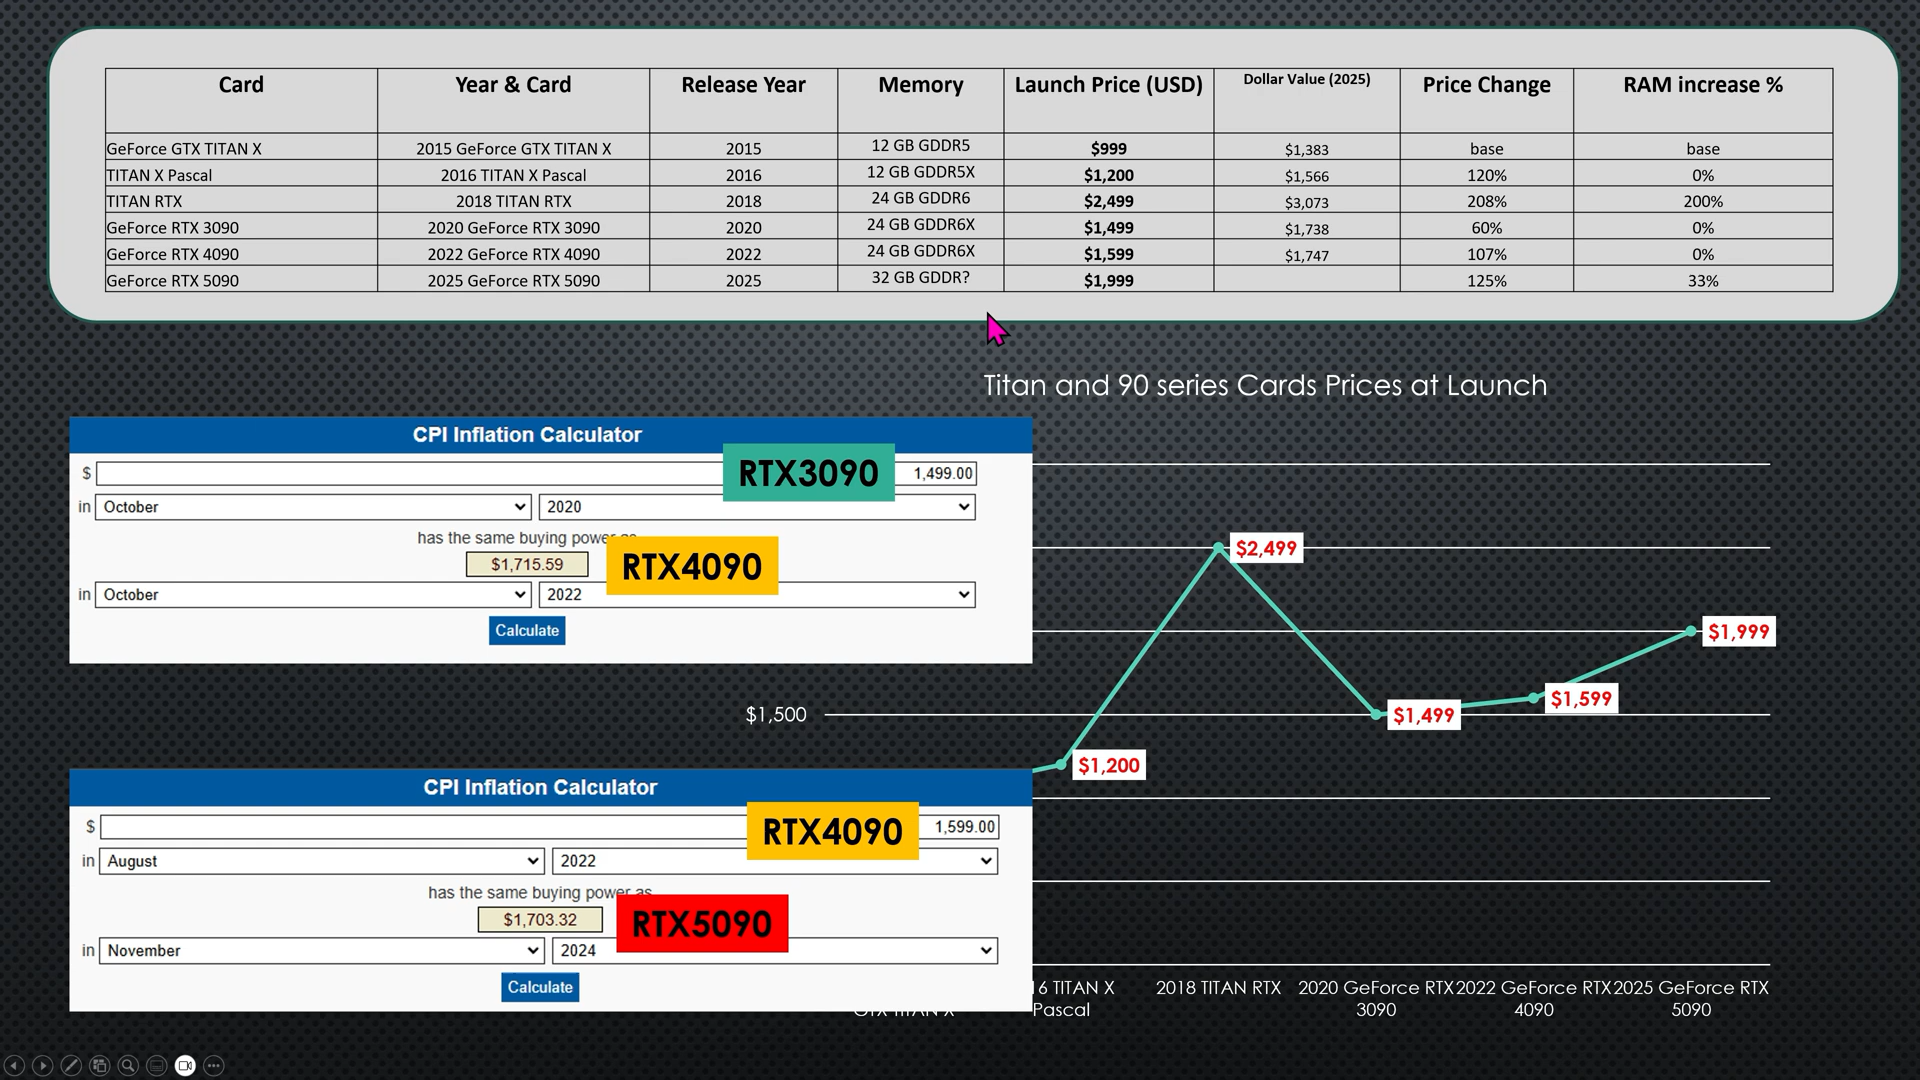 Card Year & Card Release Year Memory Launch Price (USD) Dollar Value (2025) Price Change RAM increase %
GeForce GTX TITAN X 2015 GeForce GTX TITAN X 2015 12 GB GDDR5 $999 $1,383 base base
TITAN X Pascal 2016 TITAN X Pascal 2016 12 GB GDDR5X $1,200 $1,566 120% 0%
TITAN RTX 2018 TITAN RTX 2018 24 GB GDDR6 $2,499 $3,073 208% 200%
GeForce RTX 3090 2020 GeForce RTX 3090 2020 24 GB GDDR6X $1,499 $1,738 60% 0%
GeForce RTX 4090 2022 GeForce RTX 4090 2022 24 GB GDDR6X $1,599 $1,747 107% 0%
GeForce RTX 5090 2025 GeForce RTX 5090 2025 32 GB GDDR? $1,999 125% 33%
Titan and 90 series Cards Prices at Launch
CPI Inflation Calculator
$ RTX3090 1,499.00
in October 2020
has the same buying power
$1,715.59 RTX4090
in October 2022
Calculate
$2,499
$1,999
$1,599
$1,500
$1,499
$1,200
CPI Inflation Calculator
$ RTX4090 1,599.00
in August 2022
has the same buying power as
$1,703.32 RTX5090
in November 2024
Calculate
6 TITAN X 2018 TITAN RTX 2020 GeForce RTX 2022 GeForce RTX 2025 GeForce RTX
GTX TITAN X Pascal 3090 4090 5090